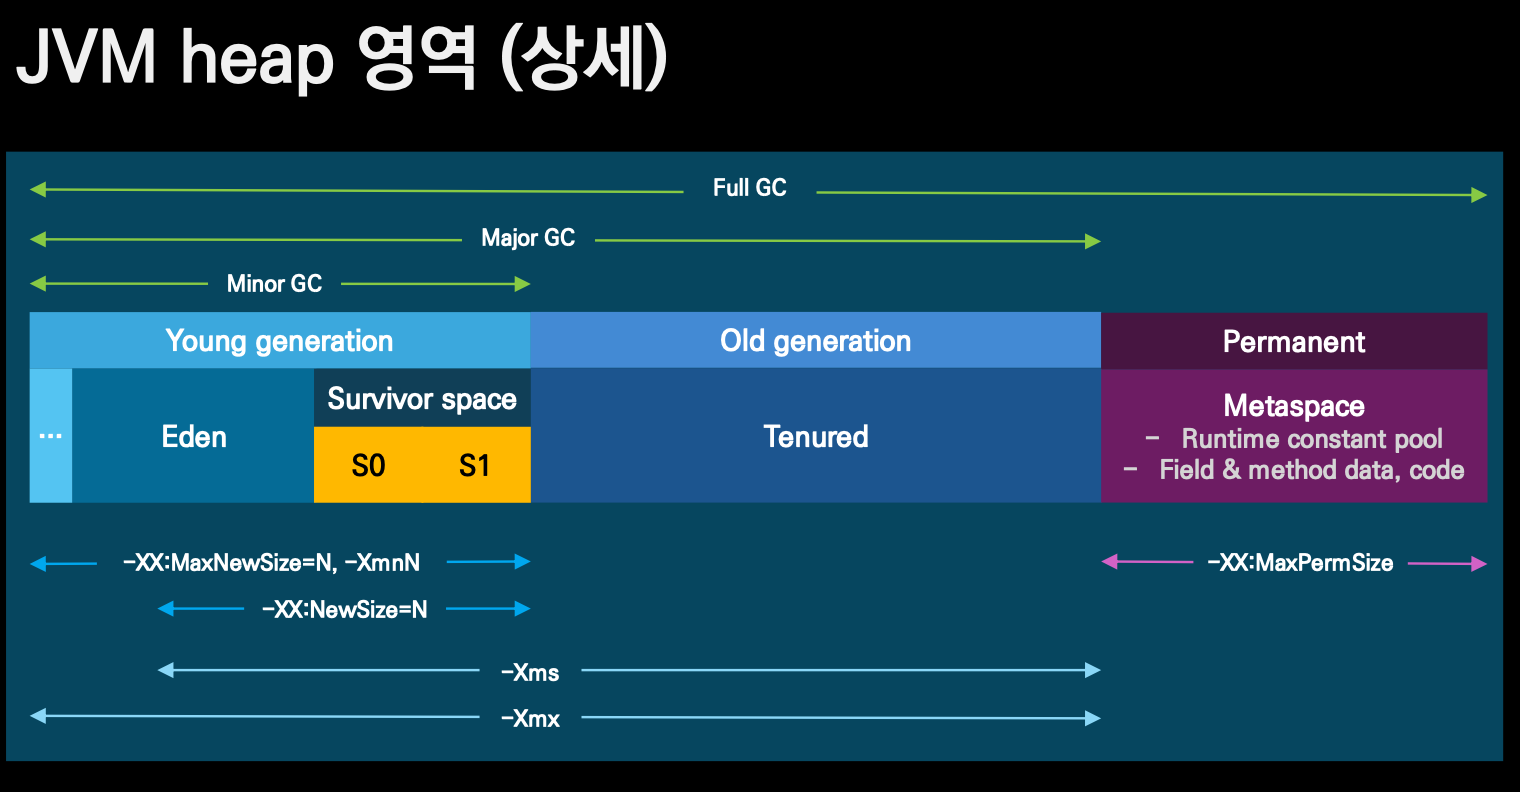 JVM heap 영역 (상세)
Full GC
Major GC
Minor GC
Young generation
Old generation
Permanent
...
Eden
Survivor space
S0
S1
Tenured
Metaspace
- Runtime constant pool
- Field & method data, code
-XX:MaxNewSize=N, -XmnN
-XX:MaxPermSize
-XX:NewSize=N
-Xms
-Xmx